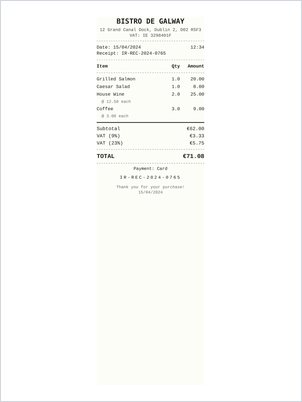 BISTRO DE GALWAY
12 Grand Canal Dock, Dublin 2, D02 R5F3
VAT: IE 3298401F
Date: 15/04/2024 12:34
Receipt: IR-REC-2024-0765
Item Qty Amount
Grilled Salmon 1.0 20.00
Caesar Salad 1.0 8.00
House Wine 2.0 25.00
@ 12.50 each
Coffee 3.0 9.00
@ 3.00 each
Subtotal €62.00
VAT (9%) €3.33
VAT (23%) €5.75
TOTAL €71.08
Payment: Card
IR-REC-2024-0765
Thank you for your purchase!
15/04/2024